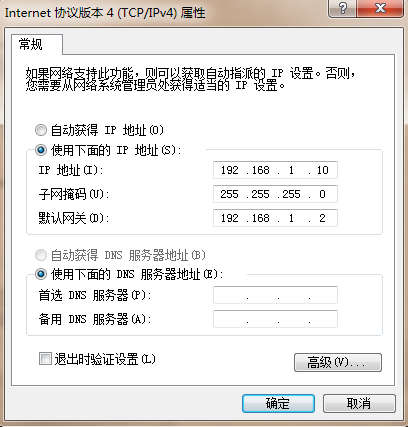 Internet 协议版本 4 (TCP/IPv4) 属性
常规
如果网络支持此功能，则可以获取自动指派的 IP 设置。否则，
您需要从网络系统管理员处获得适当的 IP 设置。
自动获得 IP 地址(O)
使用下面的 IP 地址(S):
IP 地址(I): 192 .168 . 1 . 10
子网掩码(U): 255 .255 .255 . 0
默认网关(D): 192 .168 . 1 . 2
自动获得 DNS 服务器地址(B)
使用下面的 DNS 服务器地址(E):
首选 DNS 服务器(P): . . .
备用 DNS 服务器(A): . . .
退出时验证设置(L)
高级(V)...
确定 取消